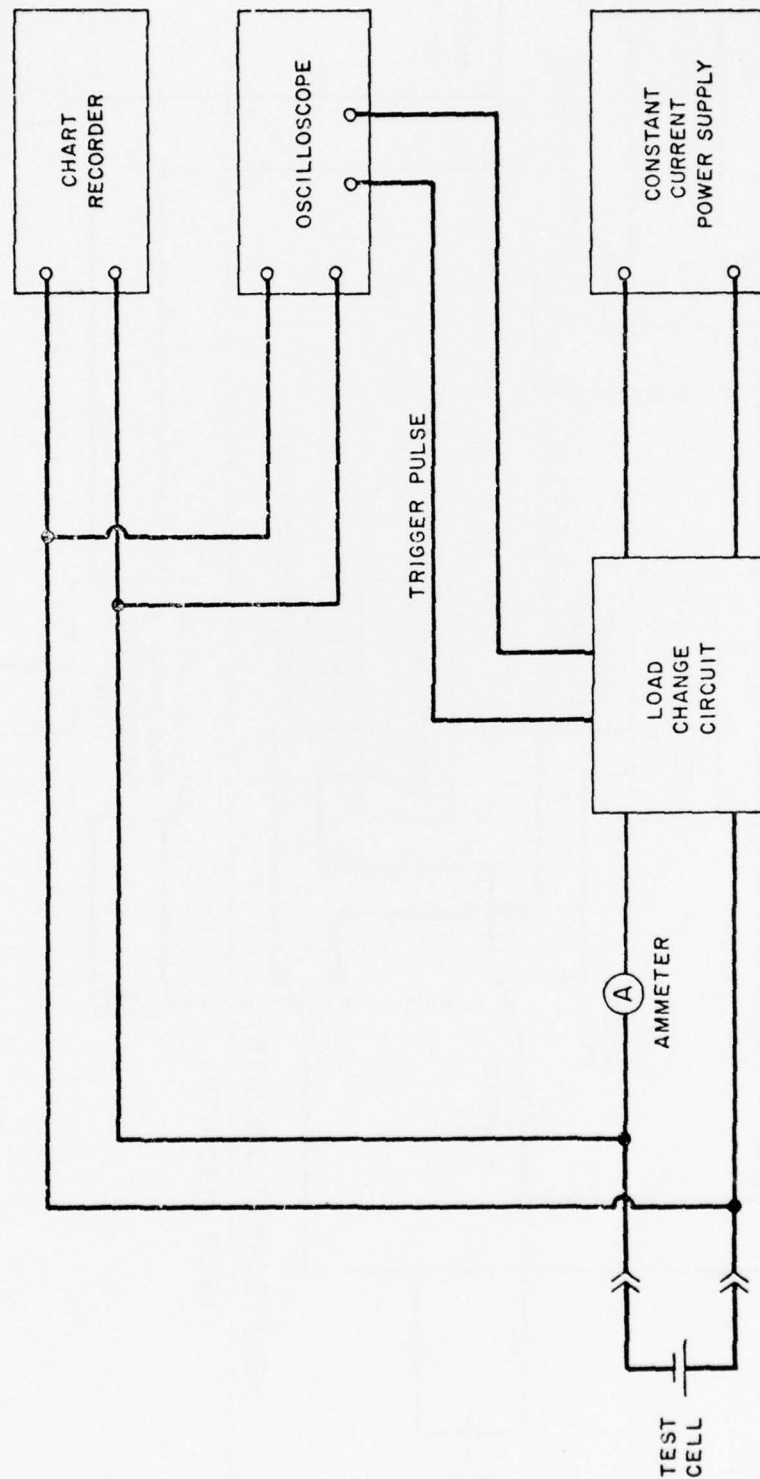 CHART
RECORDER
OSCILLOSCOPE
TRIGGER PULSE
CONSTANT
CURRENT
POWER SUPPLY
LOAD
CHANGE
CIRCUIT
A
AMMETER
TEST
CELL